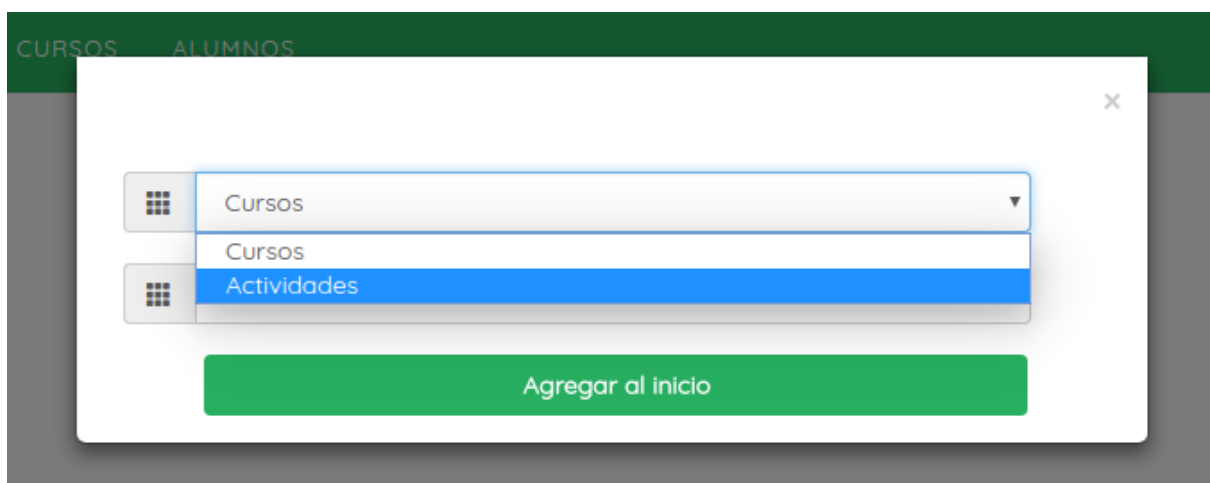 CURSOS ALUMNOS
×
Cursos
Cursos
Actividades
Agregar al inicio